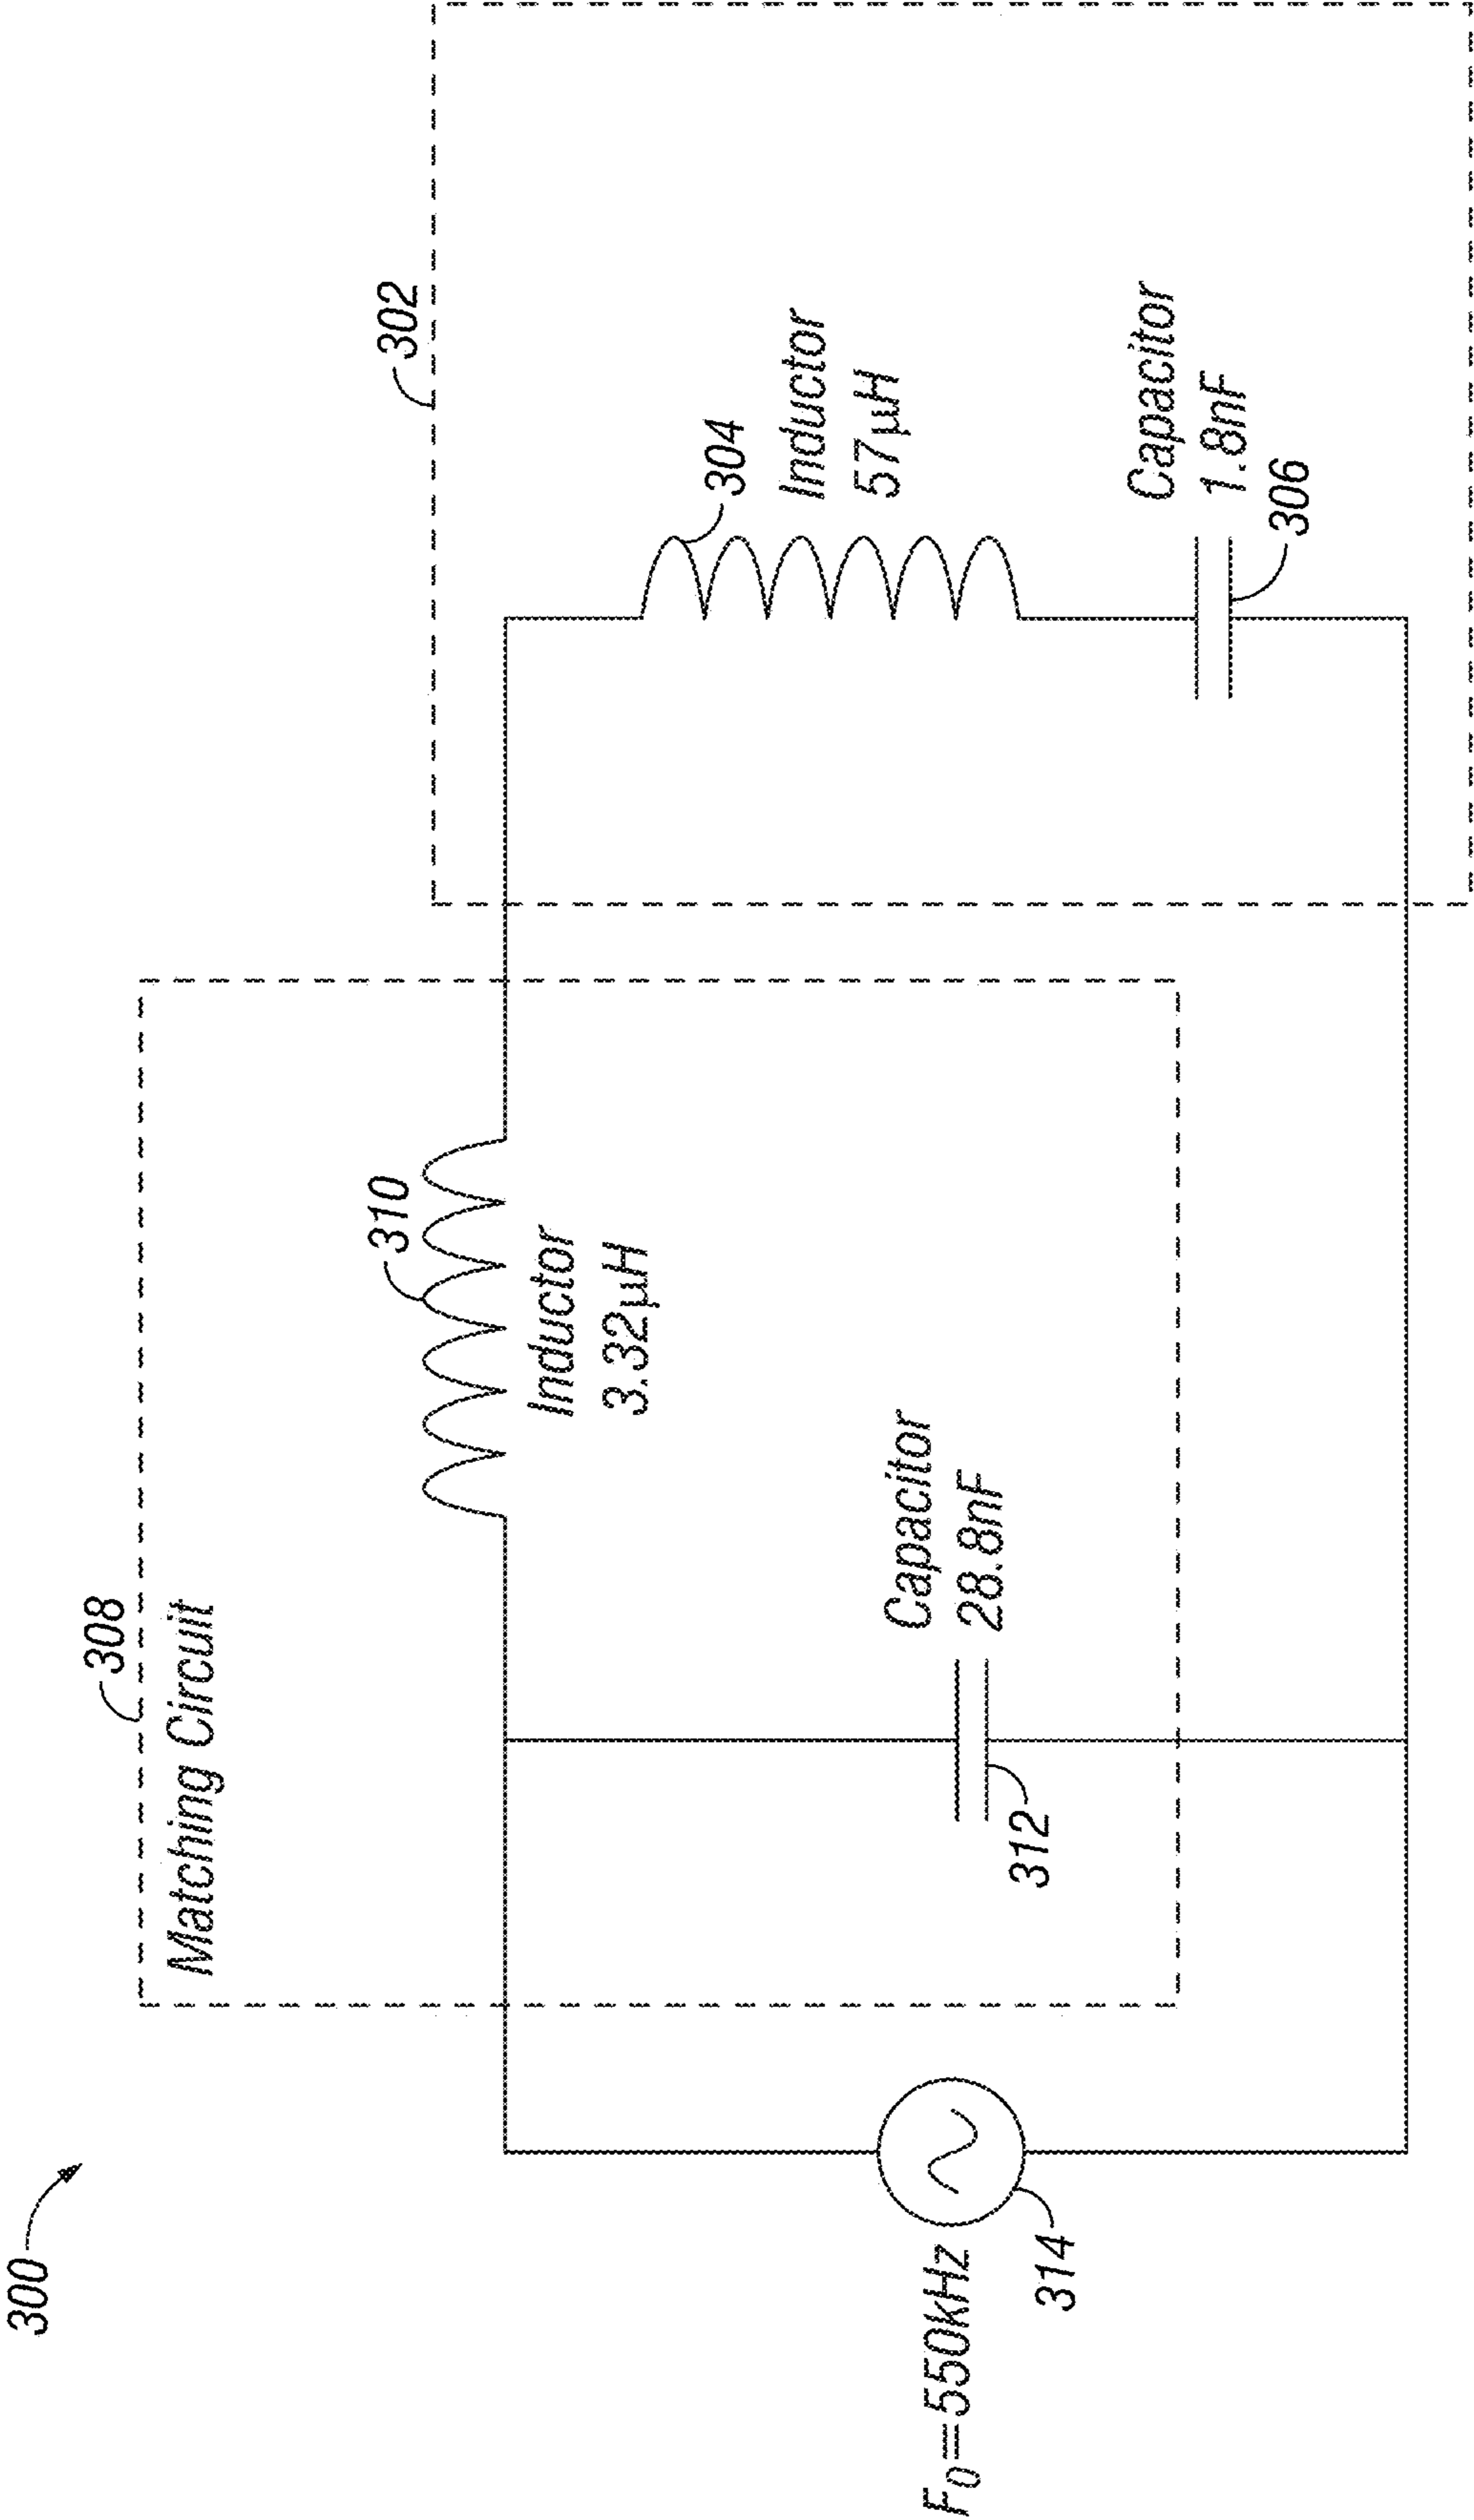 300
308
Matching Circuit
310
Inductor
3.32µH
Capacitor
28.8nF
312
F0=550kHz
314
302
304
Inductor
57µH
Capacitor
1.8nF
306